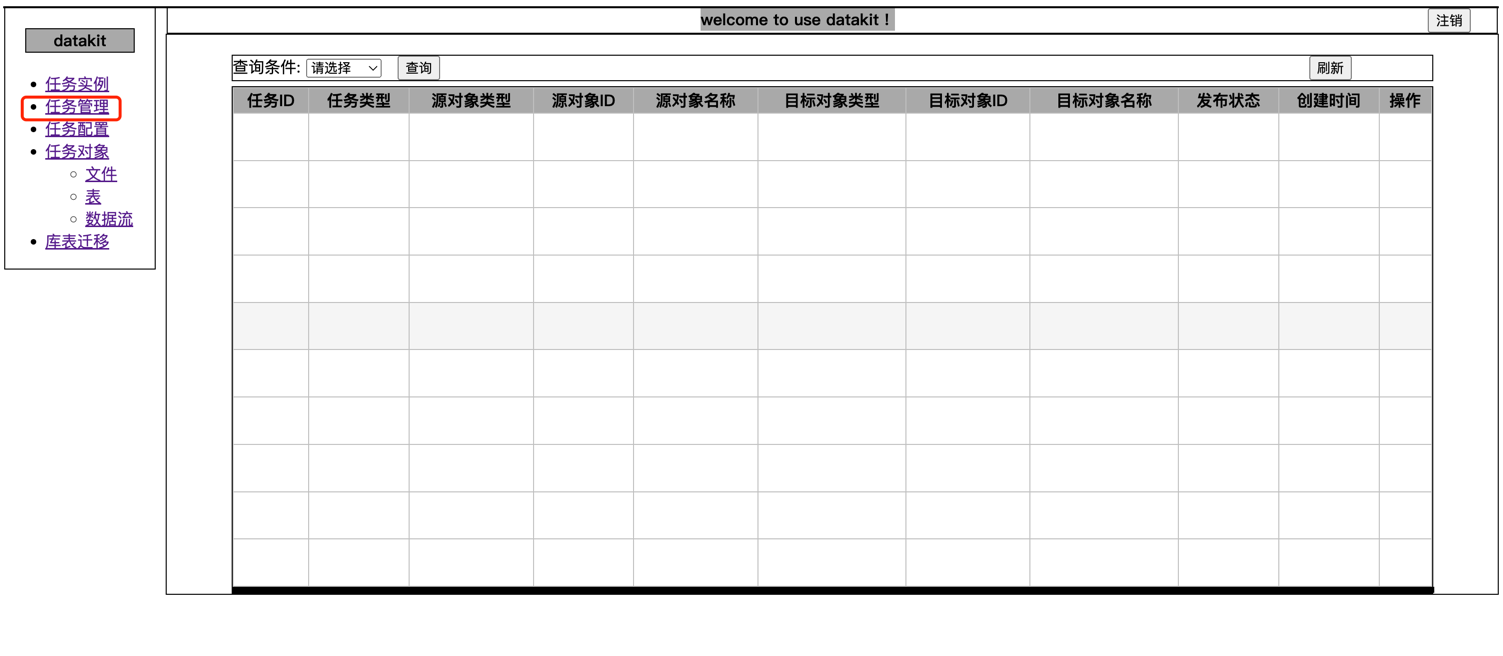 welcome to use datakit !
注销
datakit
任务实例
任务管理
任务配置
任务对象
文件
表
数据流
库表迁移
查询条件: 请选择 查询 刷新
任务ID 任务类型 源对象类型 源对象ID 源对象名称 目标对象类型 目标对象ID 目标对象名称 发布状态 创建时间 操作